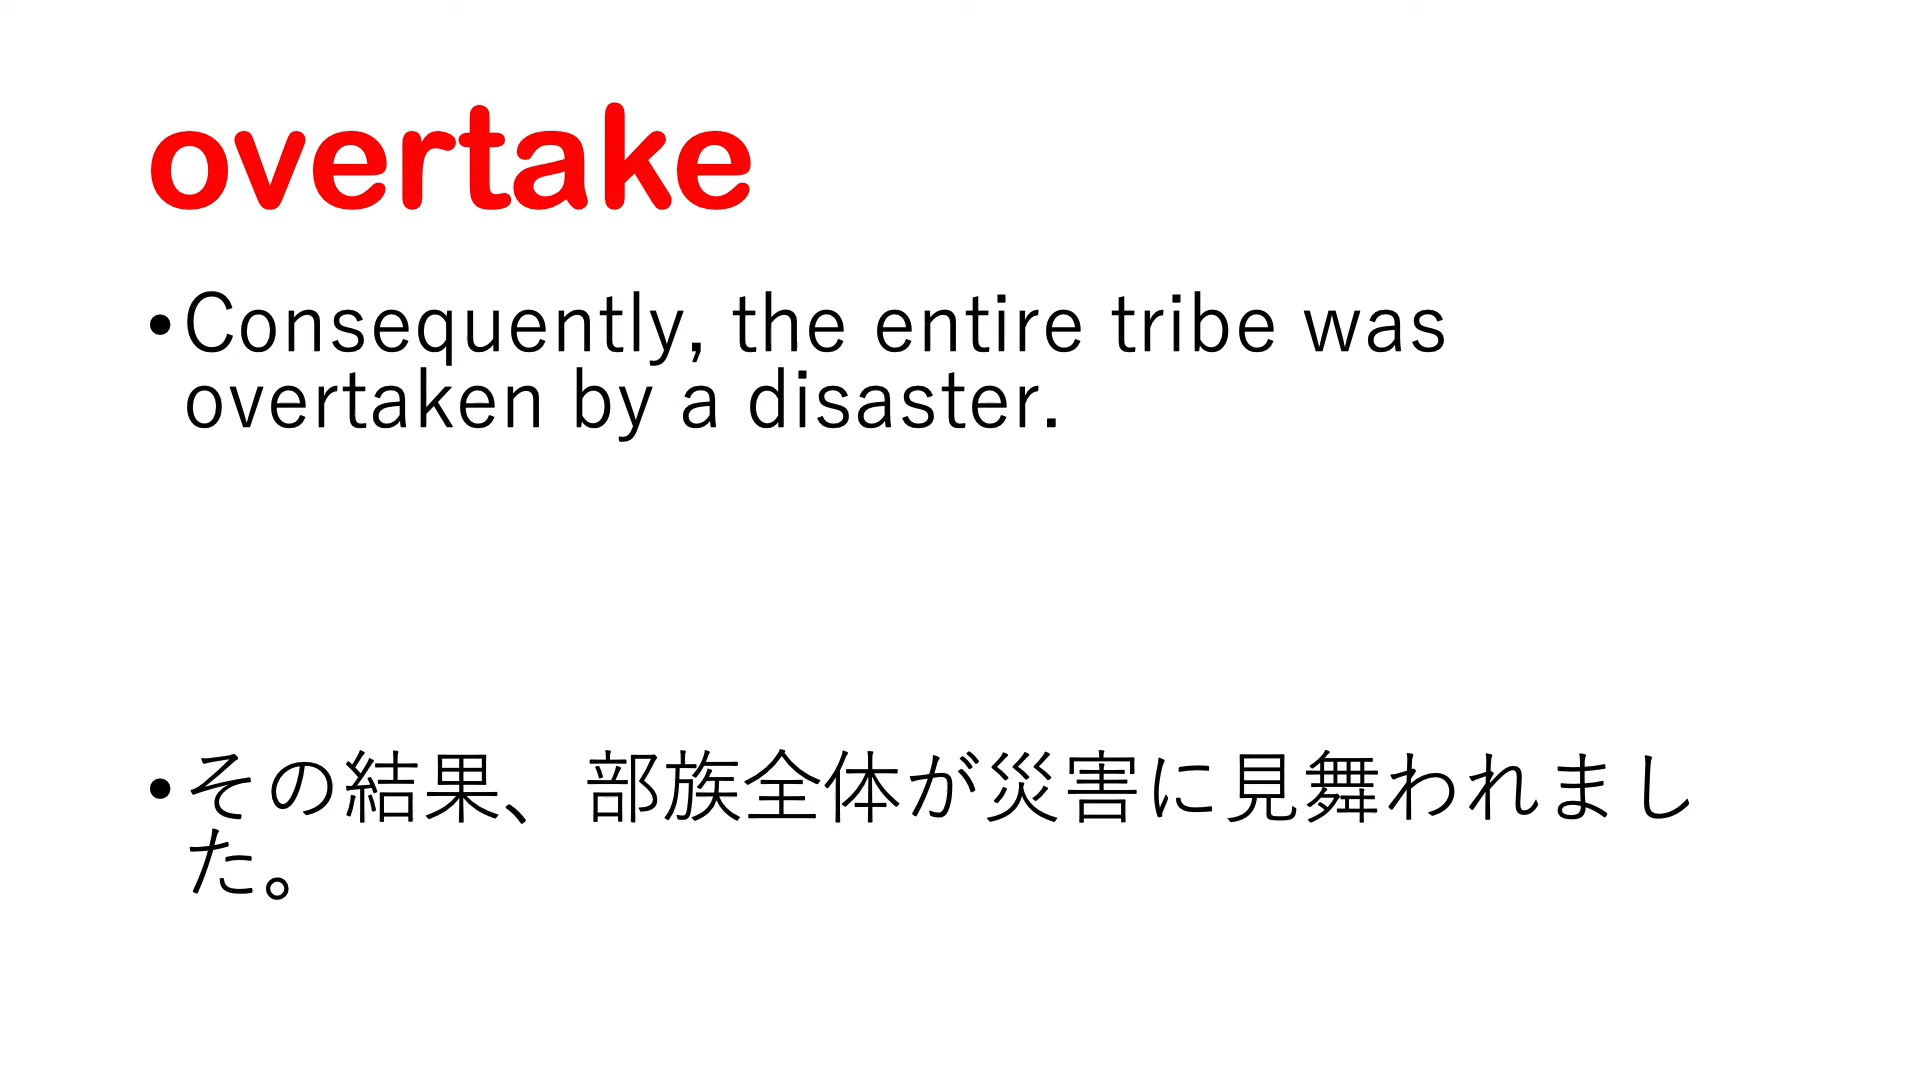 overtake
•Consequently, the entire tribe was
overtaken by a disaster.
•その結果、部族全体が災害に見舞われまし
た。